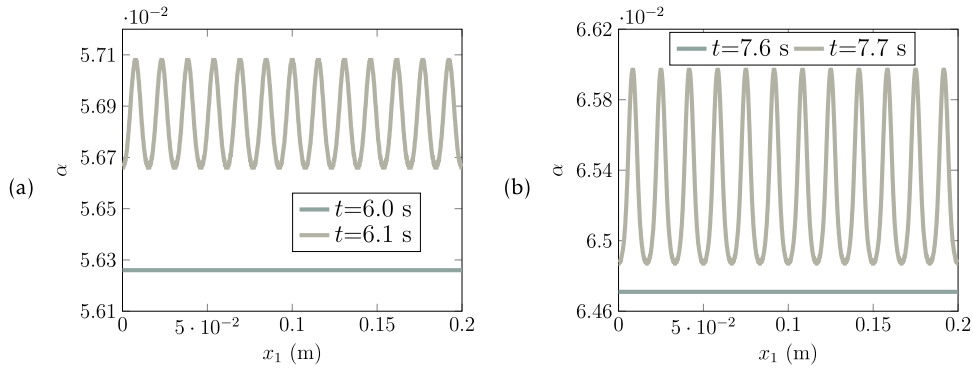 (a)
·10⁻²
5.71
5.69
5.67
5.65
5.63
5.61
α
0
5 · 10⁻²
0.1
0.15
0.2
x₁ (m)
t=6.0 s
t=6.1 s
(b)
·10⁻²
6.62
6.58
6.54
6.5
6.46
α
0
5 · 10⁻²
0.1
0.15
0.2
x₁ (m)
t=7.6 s t=7.7 s